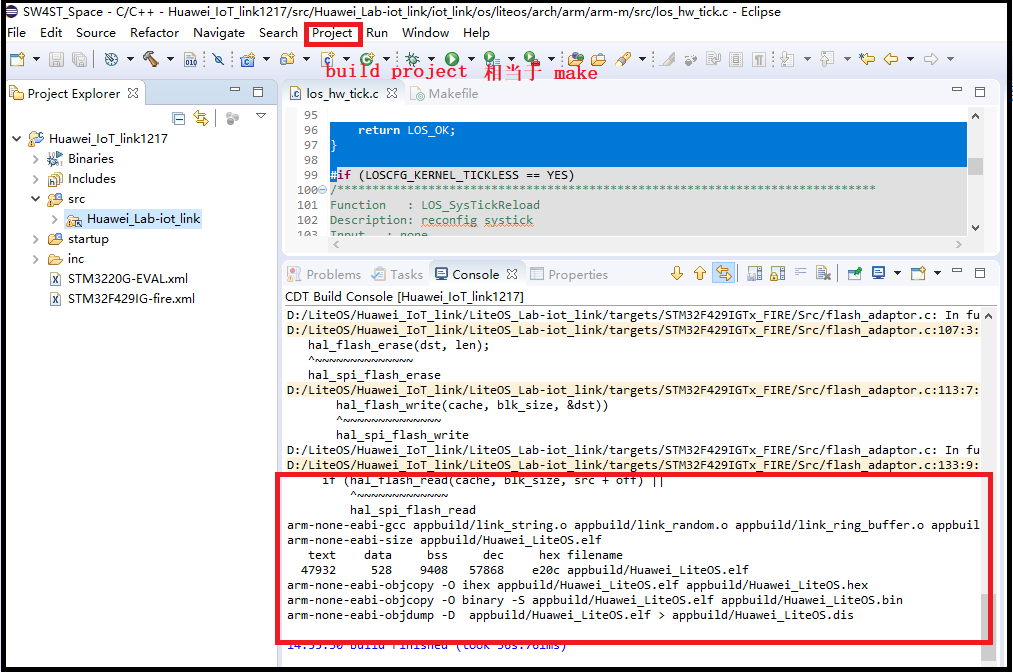 SW4ST_Space - C/C++ - Huawei_IoT_link1217/src/Huawei_Lab-iot_link/iot_link/os/liteos/arch/arm/arm-m/src/los_hw_tick.c - Eclipse
File Edit Source Refactor Navigate Search Project Run Window Help
build project 相当于 make
Project Explorer
Huawei_IoT_link1217
Binaries
Includes
src
Huawei_Lab-iot_link
startup
inc
STM3220G-EVAL.xml
STM32F429IG-fire.xml
los_hw_tick.c Makefile
95
96 return LOS_OK;
97 }
98
99 #if (LOSCFG_KERNEL_TICKLESS == YES)
100 /*****************************************************************************
101 Function : LOS_SysTickReload
102 Description: reconfig systick
103 Input : none
Problems Tasks Console Properties
CDT Build Console [Huawei_IoT_link1217]
D:/LiteOS/Huawei_IoT_link/LiteOS_Lab-iot_link/targets/STM32F429IGTx_FIRE/Src/flash_adaptor.c: In fu
D:/LiteOS/Huawei_IoT_link/LiteOS_Lab-iot_link/targets/STM32F429IGTx_FIRE/Src/flash_adaptor.c:107:3:
hal_flash_erase(dst, len);
^~~~~~~~~~~~~~~
hal_spi_flash_erase
D:/LiteOS/Huawei_IoT_link/LiteOS_Lab-iot_link/targets/STM32F429IGTx_FIRE/Src/flash_adaptor.c:113:7:
hal_flash_write(cache, blk_size, &dst))
^~~~~~~~~~~~~~~
hal_spi_flash_write
D:/LiteOS/Huawei_IoT_link/LiteOS_Lab-iot_link/targets/STM32F429IGTx_FIRE/Src/flash_adaptor.c: In fu
D:/LiteOS/Huawei_IoT_link/LiteOS_Lab-iot_link/targets/STM32F429IGTx_FIRE/Src/flash_adaptor.c:133:9:
if (hal_flash_read(cache, blk_size, src + off) ||
^~~~~~~~~~~~~~
hal_spi_flash_read
arm-none-eabi-gcc appbuild/link_string.o appbuild/link_random.o appbuild/link_ring_buffer.o appbuil
arm-none-eabi-size appbuild/Huawei_LiteOS.elf
text data bss dec hex filename
47932 528 9408 57868 e20c appbuild/Huawei_LiteOS.elf
arm-none-eabi-objcopy -O ihex appbuild/Huawei_LiteOS.elf appbuild/Huawei_LiteOS.hex
arm-none-eabi-objcopy -O binary -S appbuild/Huawei_LiteOS.elf appbuild/Huawei_LiteOS.bin
arm-none-eabi-objdump -D appbuild/Huawei_LiteOS.elf > appbuild/Huawei_LiteOS.dis
Build Finished (took